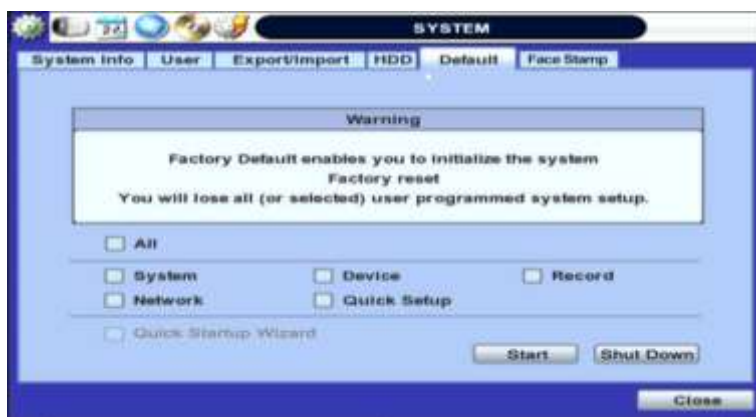 SYSTEM
System Info User Export/Import HDD Default Face Stamp
Warning
Factory Default enables you to initialize the system
Factory reset
You will lose all (or selected) user programmed system setup.
All
System Device Record
Network Quick Setup
Quick Startup Wizard
Start Shut Down
Close